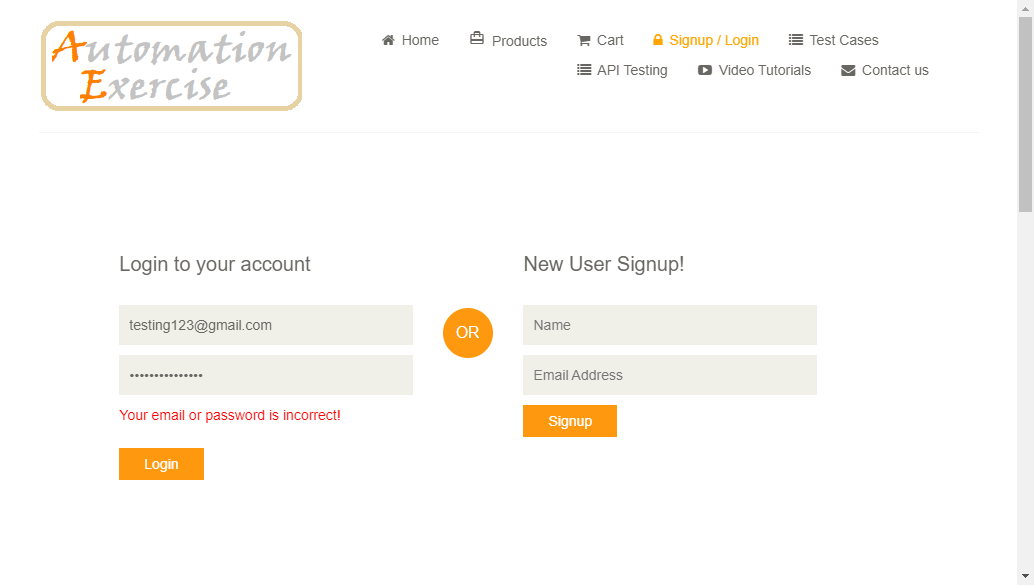 Automation
Exercise
Home
Products
Cart
Signup / Login
Test Cases
API Testing
Video Tutorials
Contact us
Login to your account
testing123@gmail.com
•••••••••••••••
Your email or password is incorrect!
Login
OR
New User Signup!
Name
Email Address
Signup